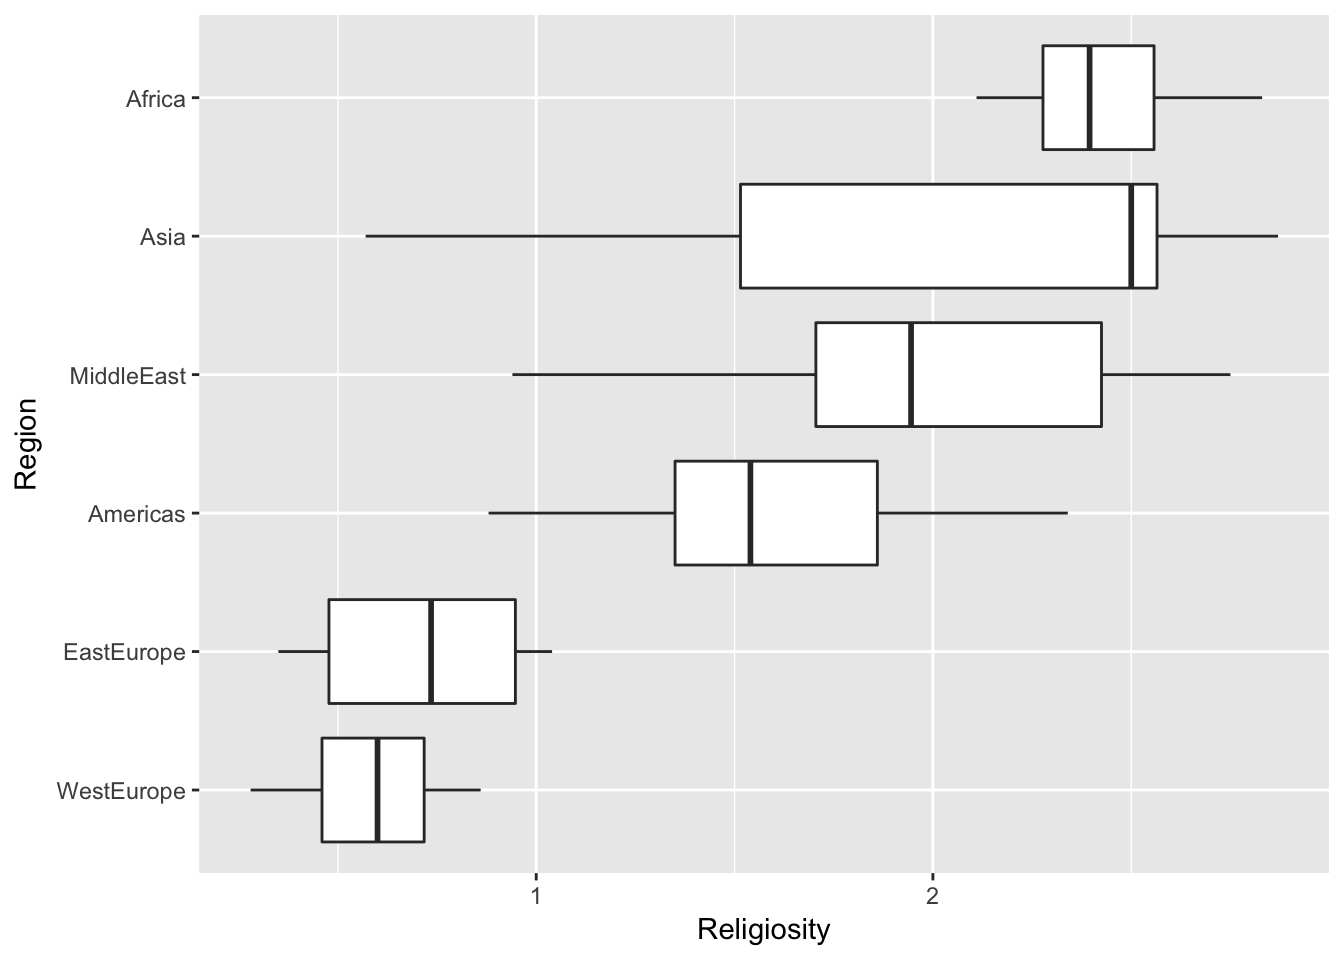 Africa
Asia
MiddleEast
Americas
EastEurope
WestEurope
Region
1 2
Religiosity